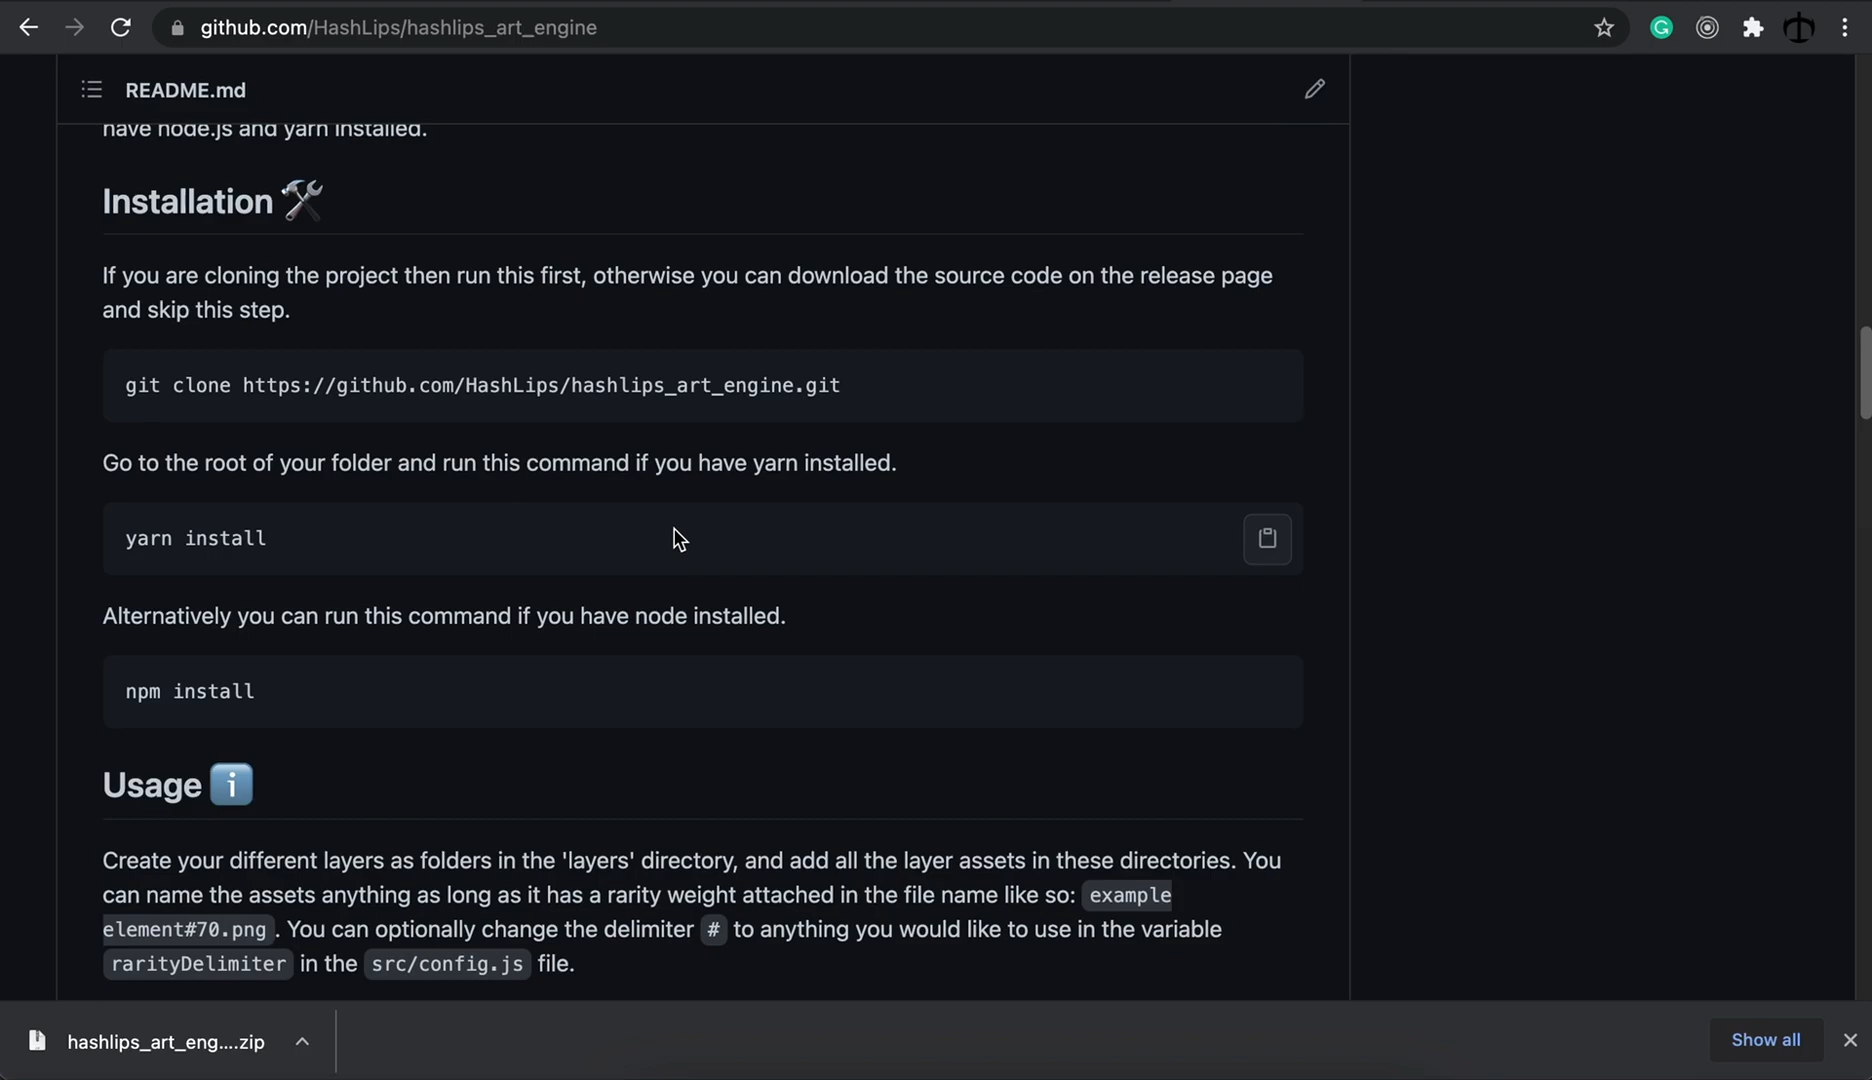 github.com/HashLips/hashlips_art_engine
README.md
have node.js and yarn installed.
Installation 🛠
If you are cloning the project then run this first, otherwise you can download the source code on the release page
and skip this step.
git clone https://github.com/HashLips/hashlips_art_engine.git
Go to the root of your folder and run this command if you have yarn installed.
yarn install
Alternatively you can run this command if you have node installed.
npm install
Usage ℹ️
Create your different layers as folders in the 'layers' directory, and add all the layer assets in these directories. You
can name the assets anything as long as it has a rarity weight attached in the file name like so: example
element#70.png . You can optionally change the delimiter # to anything you would like to use in the variable
rarityDelimiter in the src/config.js file.
hashlips_art_eng....zip
Show all